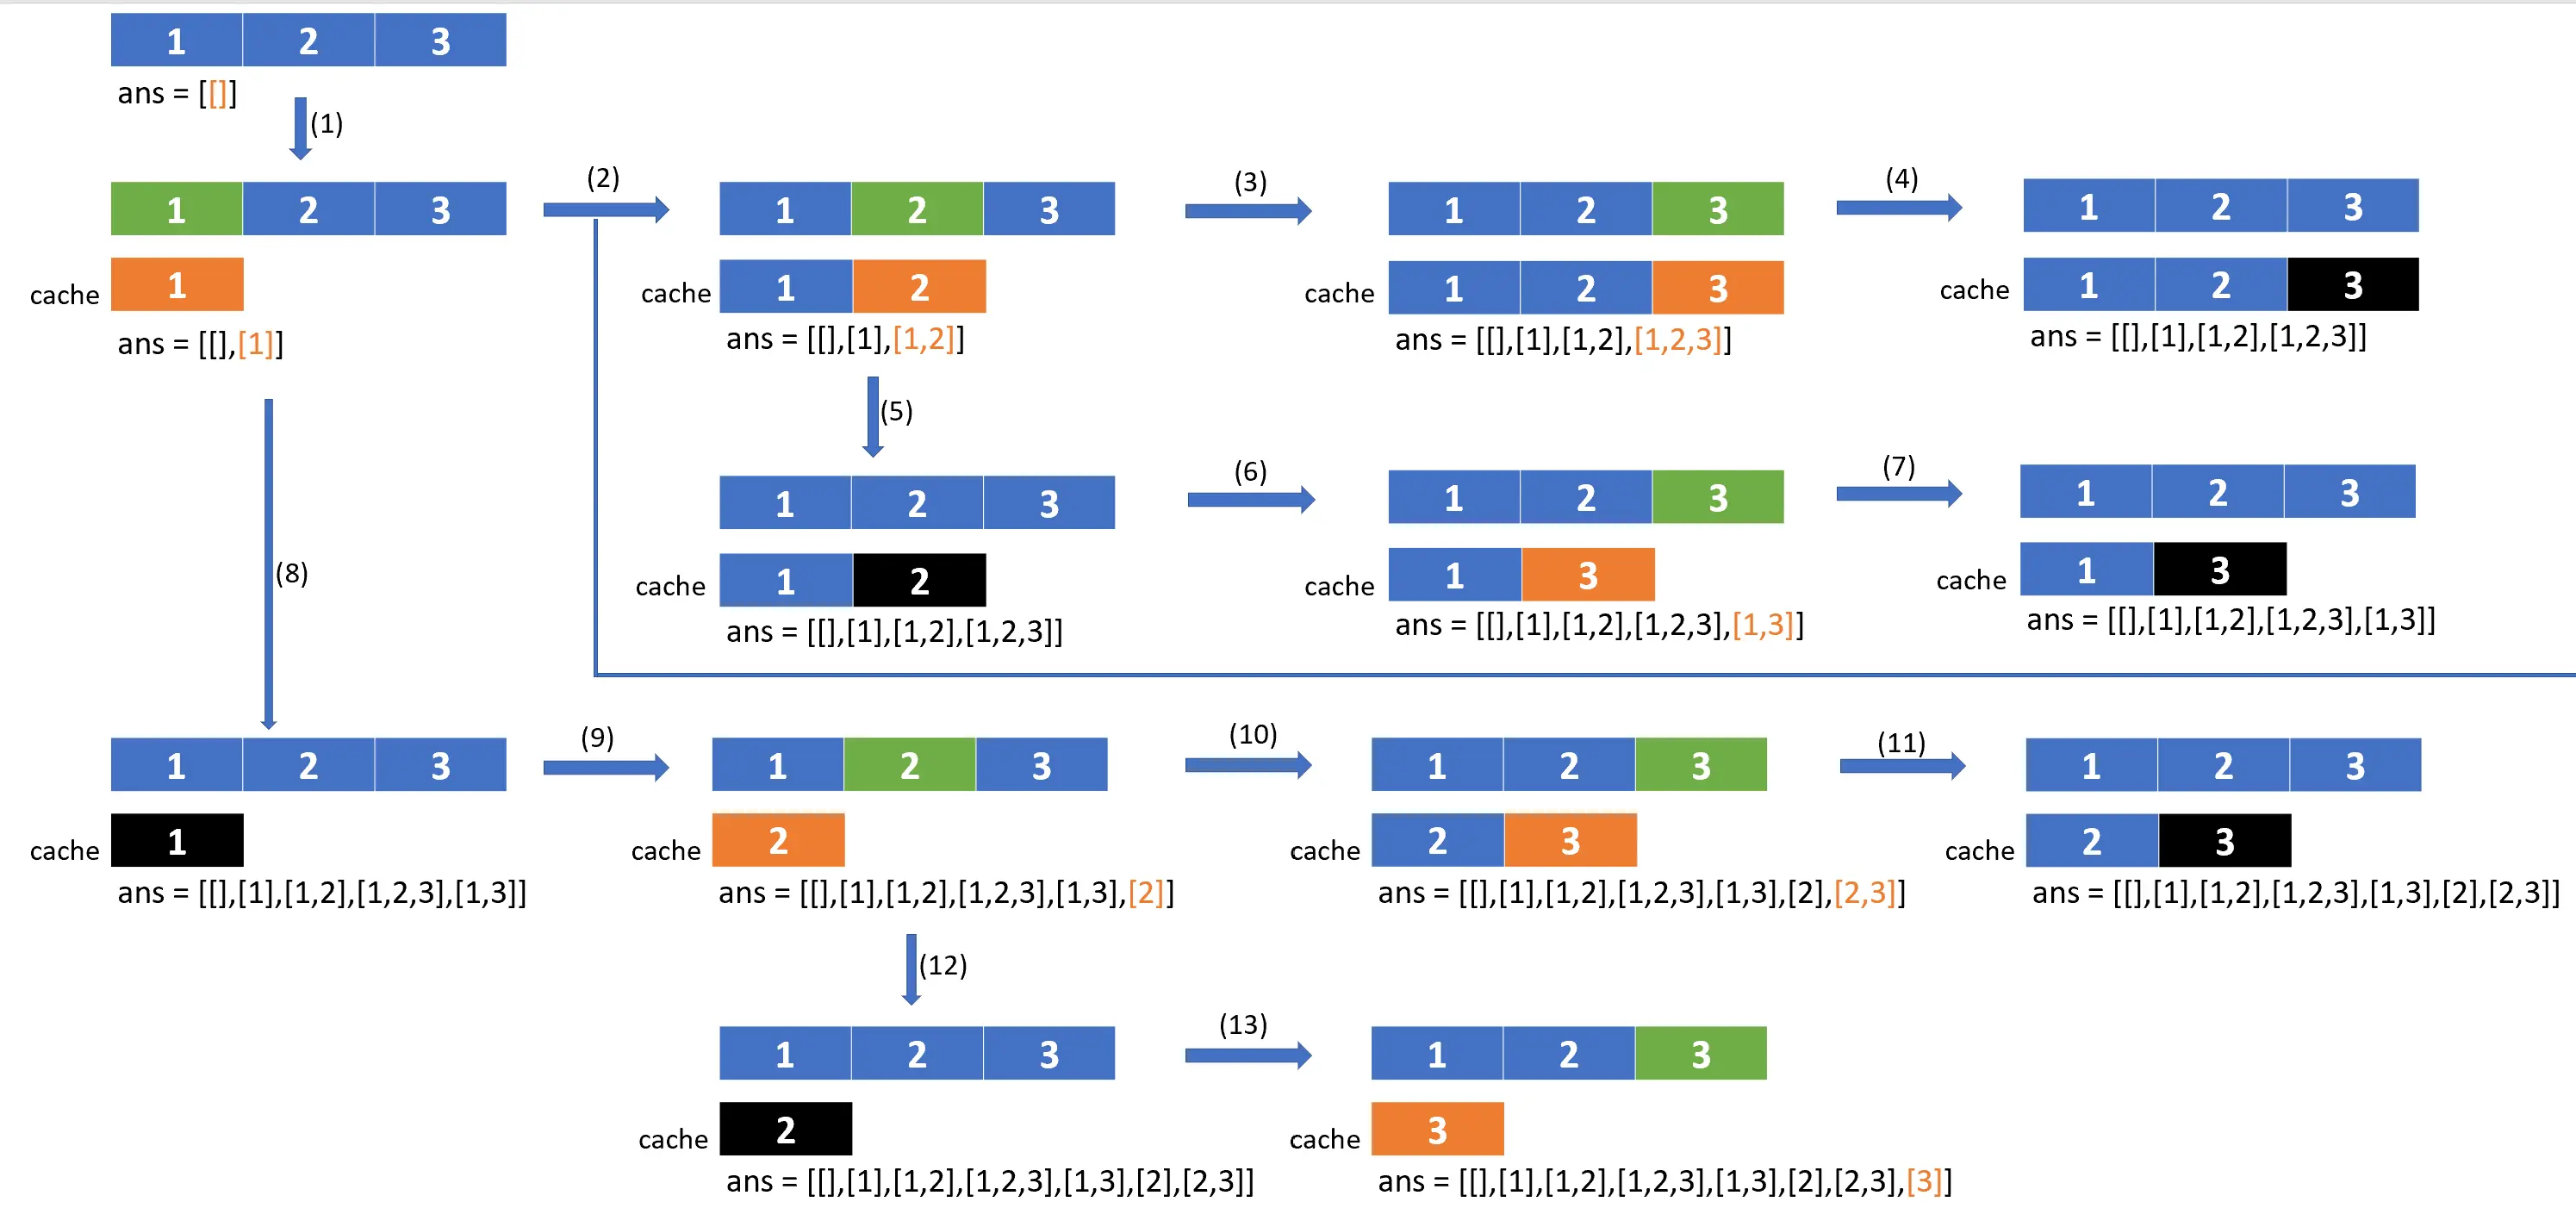 1 2 3
ans = [[]]
(1)
1 2 3
cache 1
ans = [[],[1]]
(2)
1 2 3
cache 1 2
ans = [[],[1],[1,2]]
(3)
1 2 3
cache 1 2 3
ans = [[],[1],[1,2],[1,2,3]]
(4)
1 2 3
cache 1 2 3
ans = [[],[1],[1,2],[1,2,3]]
(5)
1 2 3
cache 1 2
ans = [[],[1],[1,2],[1,2,3]]
(6)
1 2 3
cache 1 3
ans = [[],[1],[1,2],[1,2,3],[1,3]]
(7)
1 2 3
cache 1 3
ans = [[],[1],[1,2],[1,2,3],[1,3]]
(8)
1 2 3
cache 1
ans = [[],[1],[1,2],[1,2,3],[1,3]]
(9)
1 2 3
cache 2
ans = [[],[1],[1,2],[1,2,3],[1,3],[2]]
(10)
1 2 3
cache 2 3
ans = [[],[1],[1,2],[1,2,3],[1,3],[2],[2,3]]
(11)
1 2 3
cache 2 3
ans = [[],[1],[1,2],[1,2,3],[1,3],[2],[2,3]]
(12)
1 2 3
cache 2
ans = [[],[1],[1,2],[1,2,3],[1,3],[2],[2,3]]
(13)
1 2 3
cache 3
ans = [[],[1],[1,2],[1,2,3],[1,3],[2],[2,3],[3]]